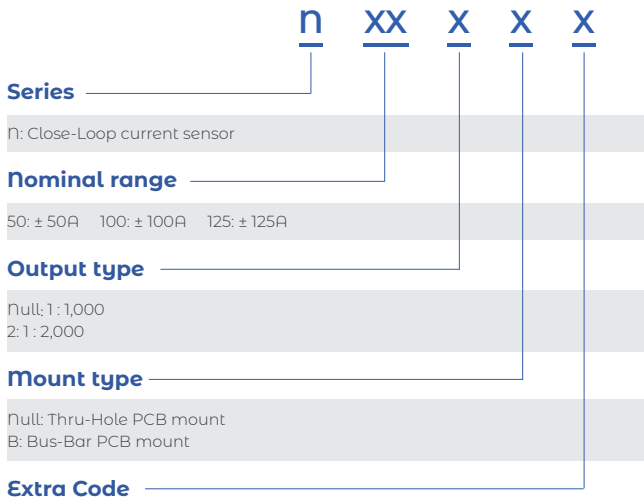 n xx x x x
Series
N: Close-Loop current sensor
Nominal range
50: ± 50A 100: ± 100A 125: ± 125A
Output type
Null: 1 : 1,000
2: 1 : 2,000
Mount type
Null: Thru-Hole PCB mount
B: Bus-Bar PCB mount
Extra Code